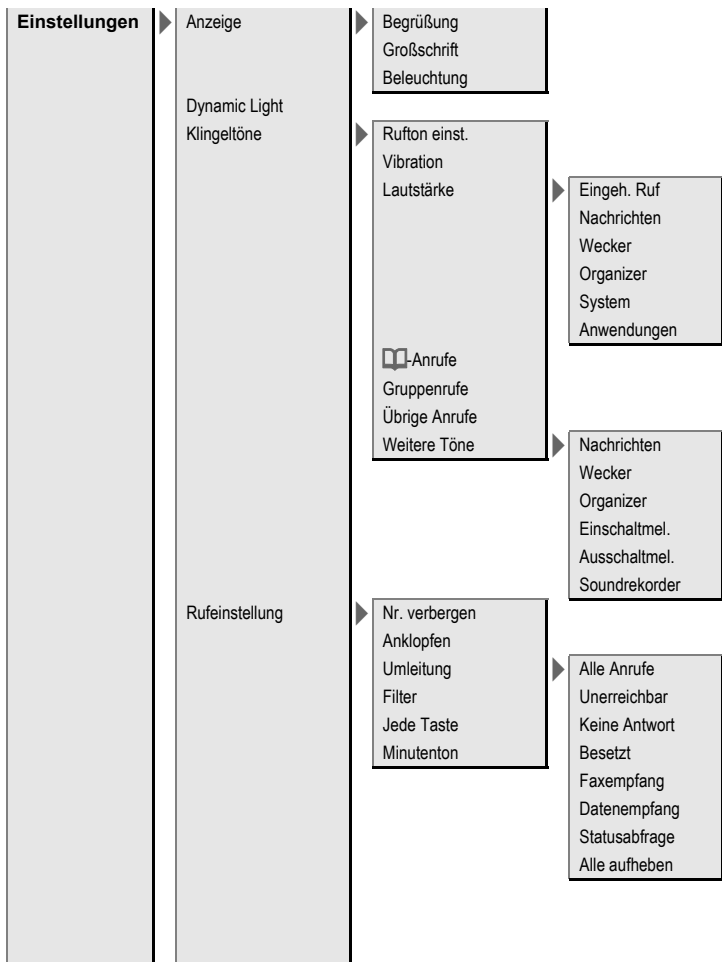 Einstellungen
Anzeige
Begrüßung
Großschrift
Beleuchtung
Dynamic Light
Klingeltöne
Rufton einst.
Vibration
Lautstärke
Eingeh. Ruf
Nachrichten
Wecker
Organizer
System
Anwendungen
-Anrufe
Gruppenrufe
Übrige Anrufe
Weitere Töne
Nachrichten
Wecker
Organizer
Einschaltmel.
Ausschaltmel.
Soundrekorder
Rufeinstellung
Nr. verbergen
Anklopfen
Umleitung
Alle Anrufe
Unerreichbar
Keine Antwort
Besetzt
Faxempfang
Datenempfang
Statusabfrage
Alle aufheben
Filter
Jede Taste
Minutenton